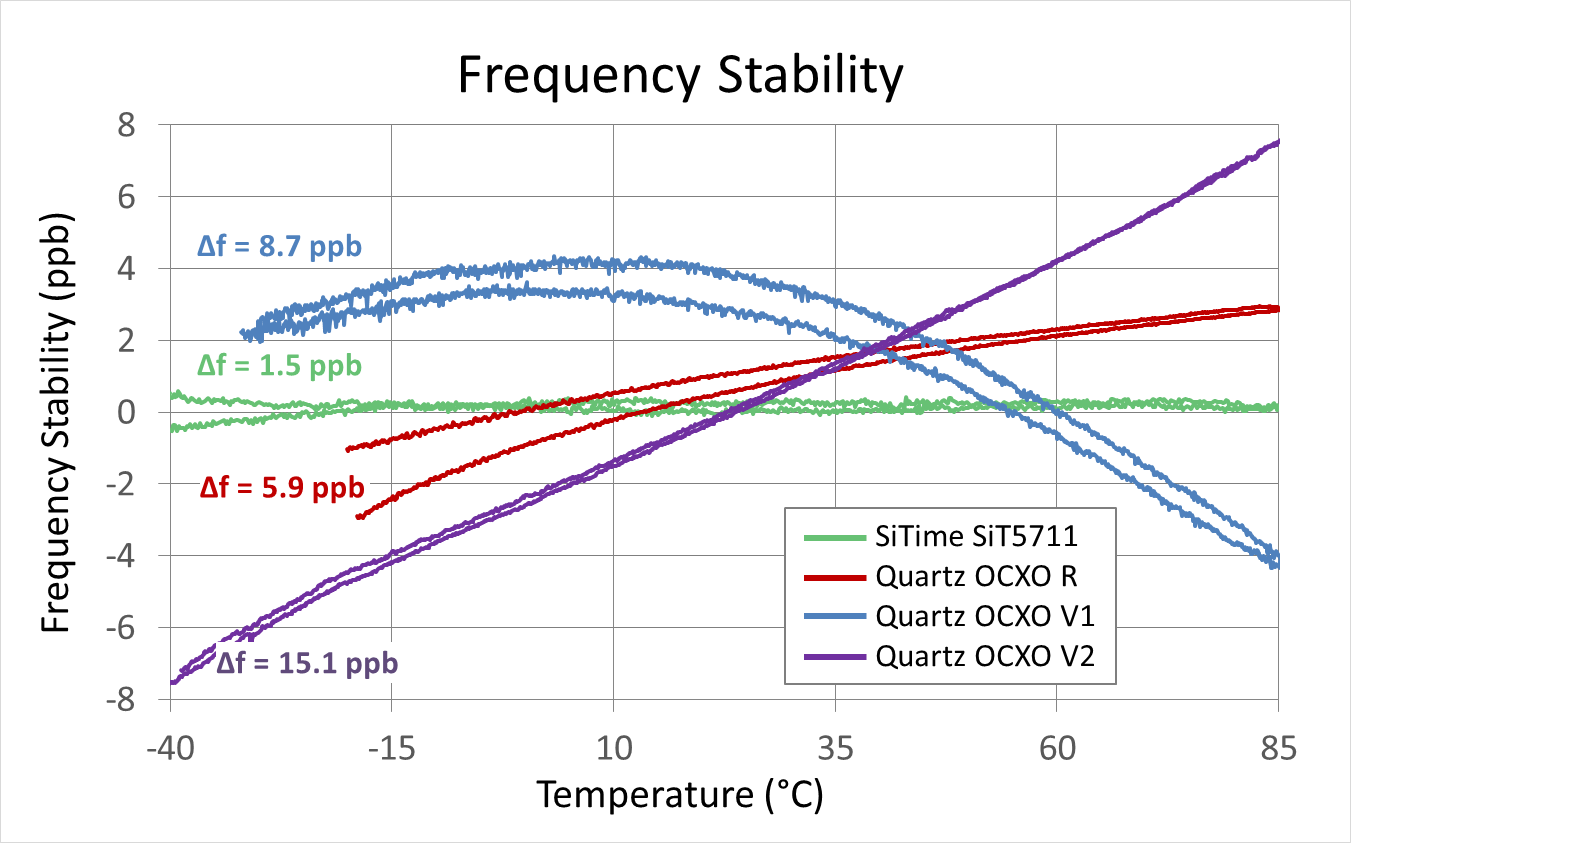 Frequency Stability
Frequency Stability (ppb)
8
6
4
2
0
-2
-4
-6
-8
Δf = 8.7 ppb
Δf = 1.5 ppb
Δf = 5.9 ppb
Δf = 15.1 ppb
SiTime SiT5711
Quartz OCXO R
Quartz OCXO V1
Quartz OCXO V2
-40 -15 10 35 60 85
Temperature (°C)